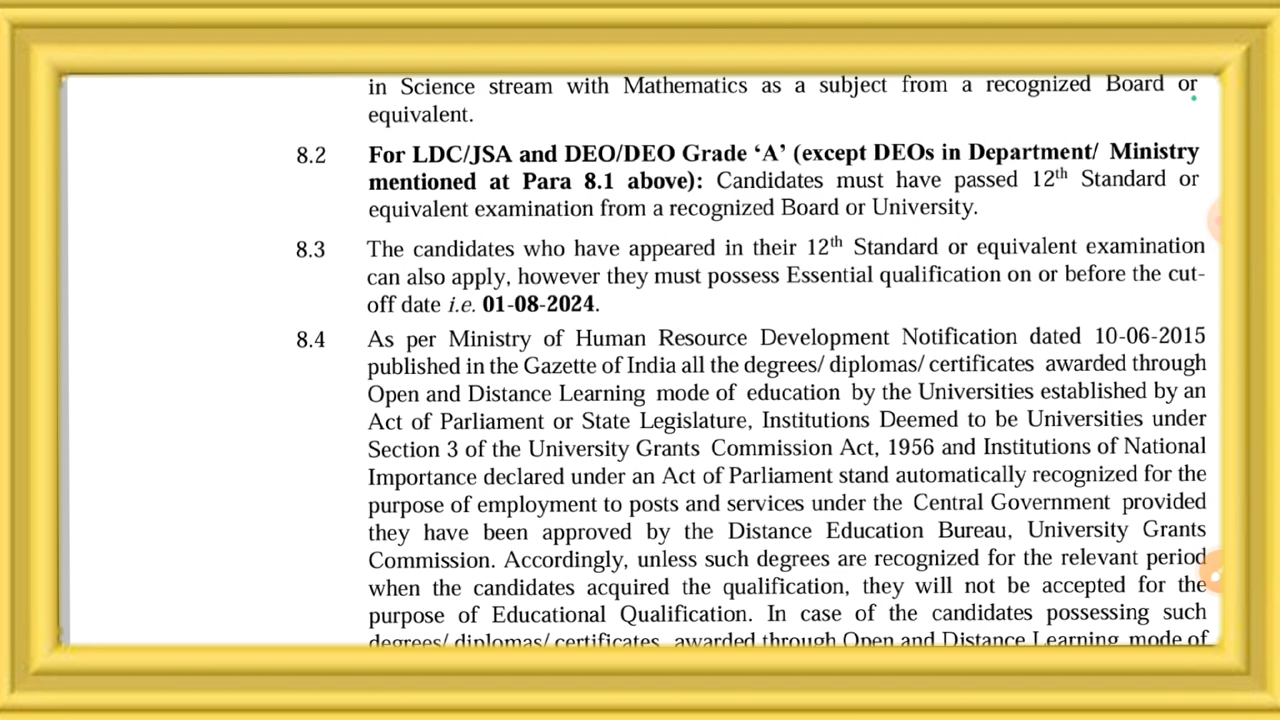 in Science stream with Mathematics as a subject from a recognized Board or
equivalent.
8.2 For LDC/JSA and DEO/DEO Grade ‘A’ (except DEOs in Department/ Ministry
mentioned at Para 8.1 above): Candidates must have passed 12th Standard or
equivalent examination from a recognized Board or University.
8.3 The candidates who have appeared in their 12th Standard or equivalent examination
can also apply, however they must possess Essential qualification on or before the cut-
off date i.e. 01-08-2024.
8.4 As per Ministry of Human Resource Development Notification dated 10-06-2015
published in the Gazette of India all the degrees/ diplomas/ certificates awarded through
Open and Distance Learning mode of education by the Universities established by an
Act of Parliament or State Legislature, Institutions Deemed to be Universities under
Section 3 of the University Grants Commission Act, 1956 and Institutions of National
Importance declared under an Act of Parliament stand automatically recognized for the
purpose of employment to posts and services under the Central Government provided
they have been approved by the Distance Education Bureau, University Grants
Commission. Accordingly, unless such degrees are recognized for the relevant period
when the candidates acquired the qualification, they will not be accepted for the
purpose of Educational Qualification. In case of the candidates possessing such
degrees/ diplomas/ certificates awarded through Open and Distance Learning mode of